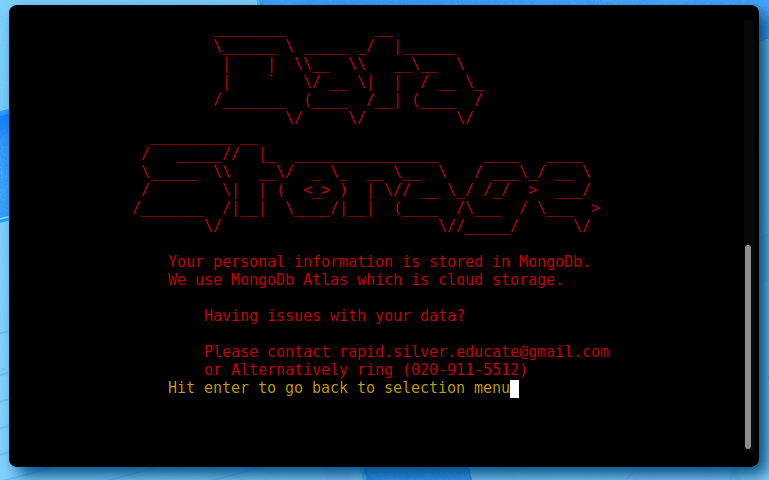 Data
Storage
Your personal information is stored in MongoDb.
We use MongoDb Atlas which is cloud storage.
Having issues with your data?
Please contact rapid.silver.educate@gmail.com
or Alternatively ring (020-911-5512)
Hit enter to go back to selection menu